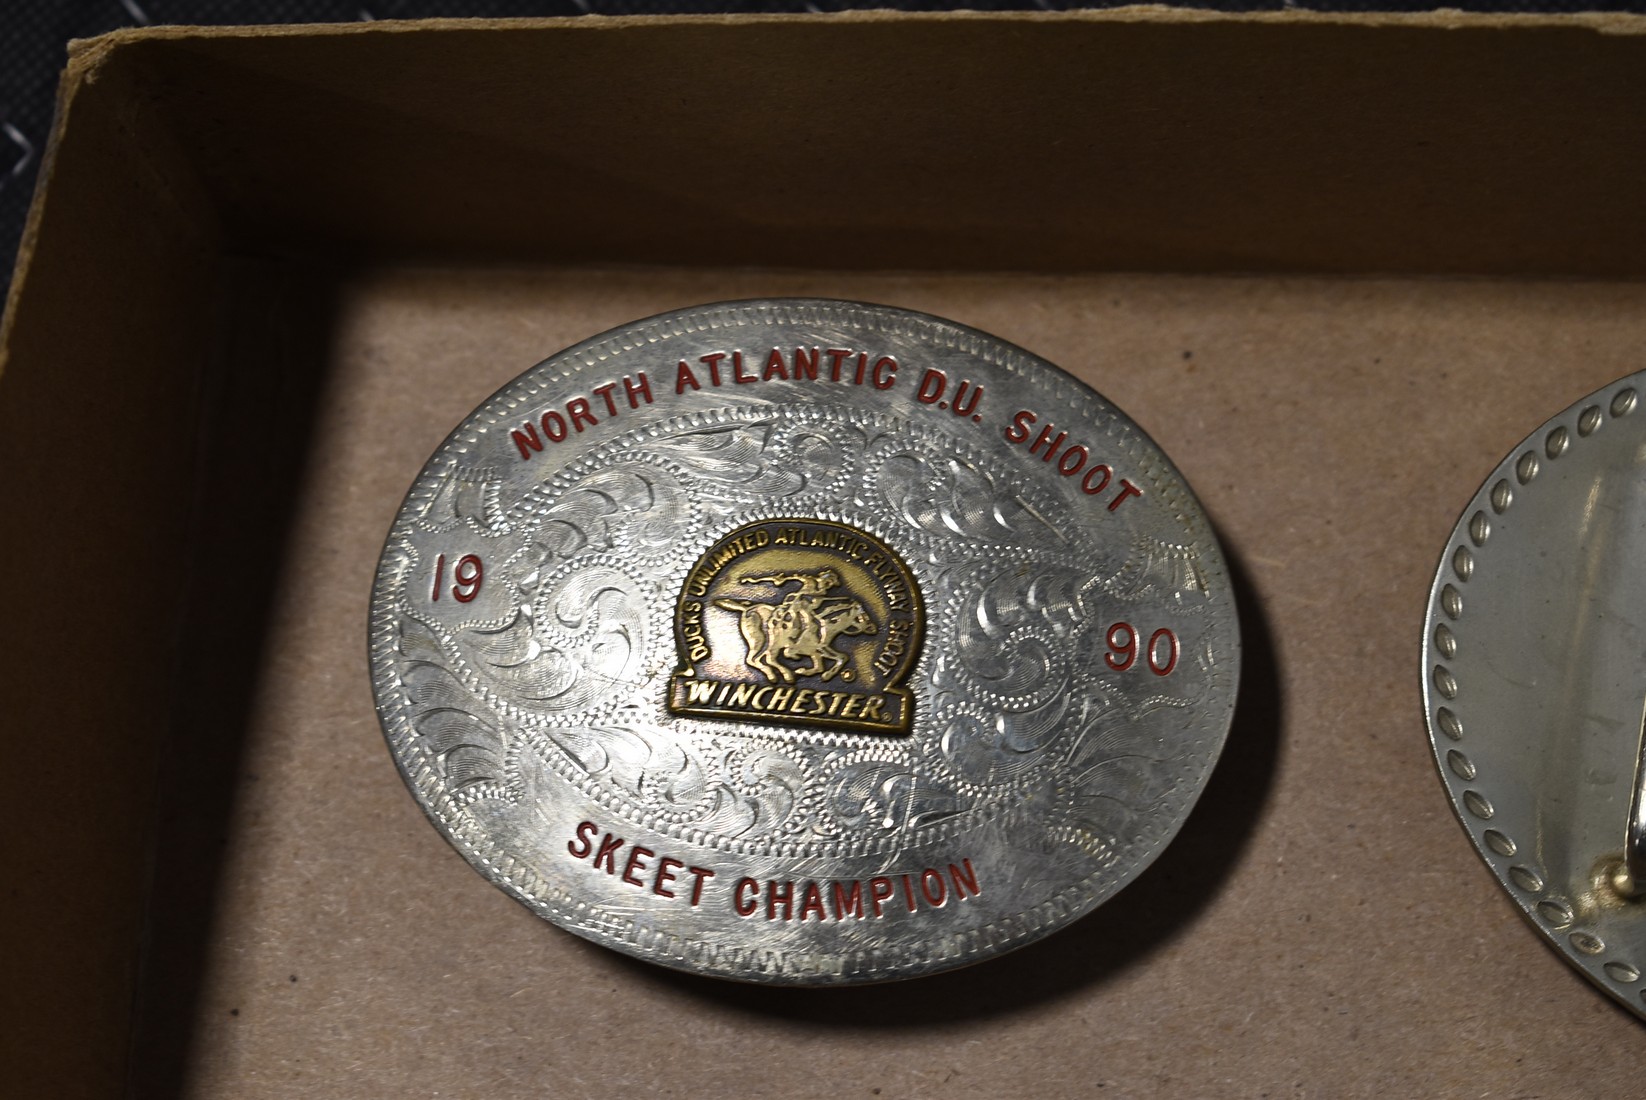 NORTH ATLANTIC D.U. SHOOT
19 90
DUCKS UNLIMITED ATLANTIC FLYWAY SHOOT
WINCHESTER®
SKEET CHAMPION